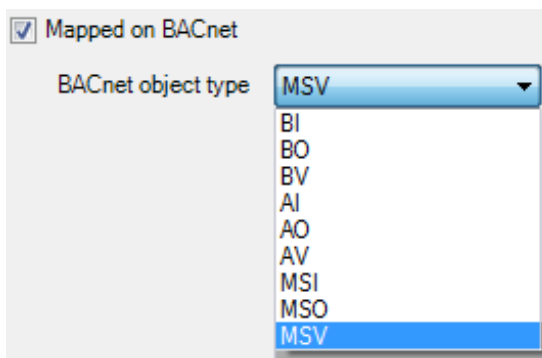 Mapped on BACnet
BACnet object type MSV
BI
BO
BV
AI
AO
AV
MSI
MSO
MSV